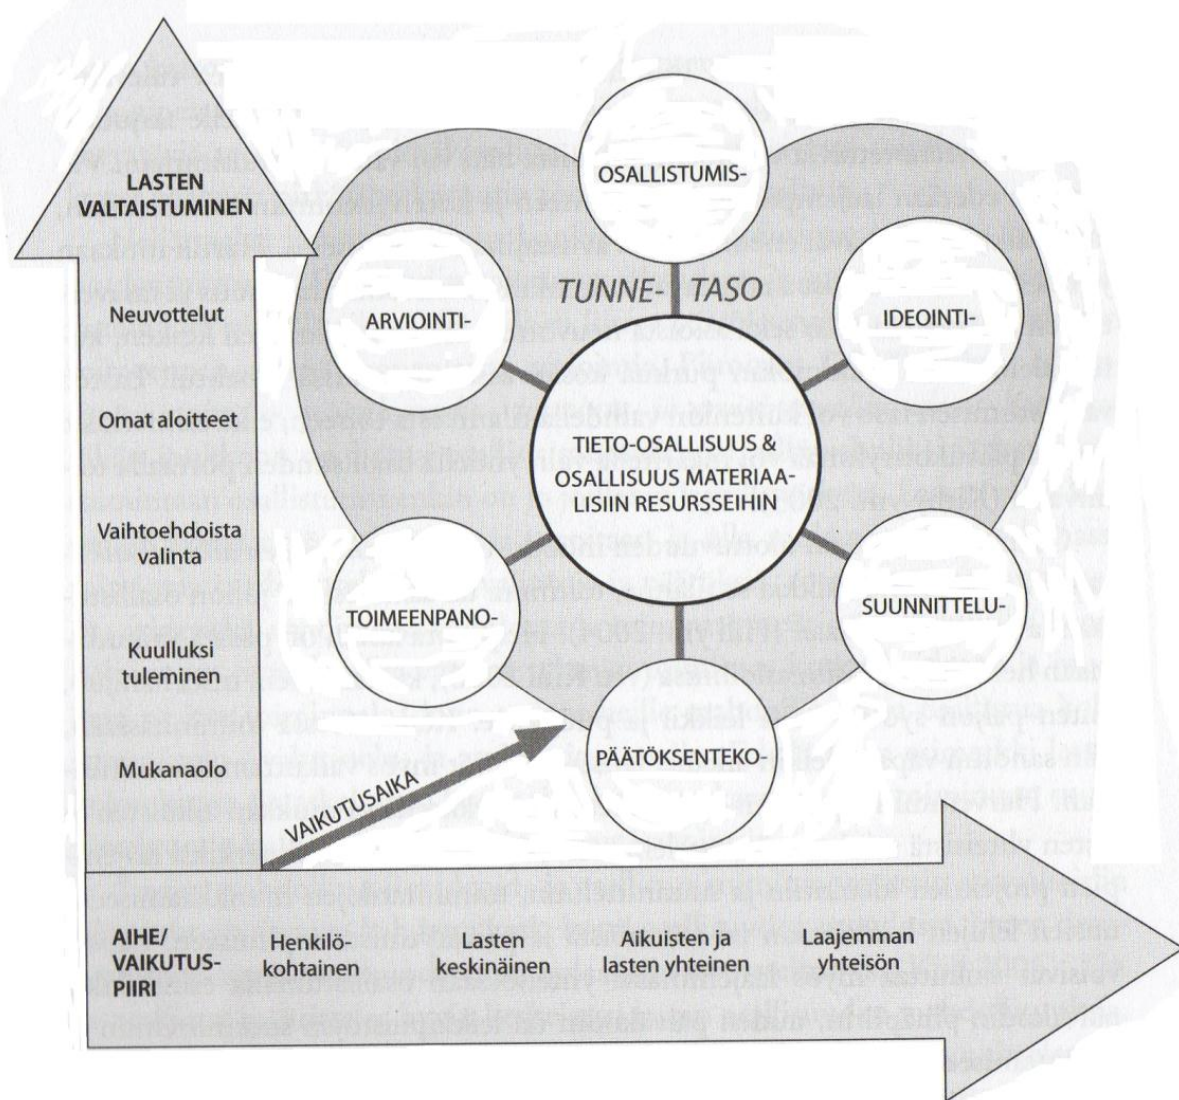 LASTEN
VALTAISTUMINEN
Neuvottelut
Omat aloitteet
Vaihtoehdoista
valinta
Kuulluksi
tuleminen
Mukanaolo
OSALLISTUMIS-
ARVIOINTI-
TUNNE- TASO
IDEOINTI-
TIETO-OSALLISUUS &
OSALLISUUS MATERIAA-
LISIIN RESURSSEIHIN
TOIMEENPANO-
SUUNNITTELU-
PÄÄTÖKSENTEKO-
VAIKUTUSAIKA
AIHE/
VAIKUTUS-
PIIRI
Henkilö-
kohtainen
Lasten
keskinäinen
Aikuisten ja
lasten yhteinen
Laajemman
yhteisön